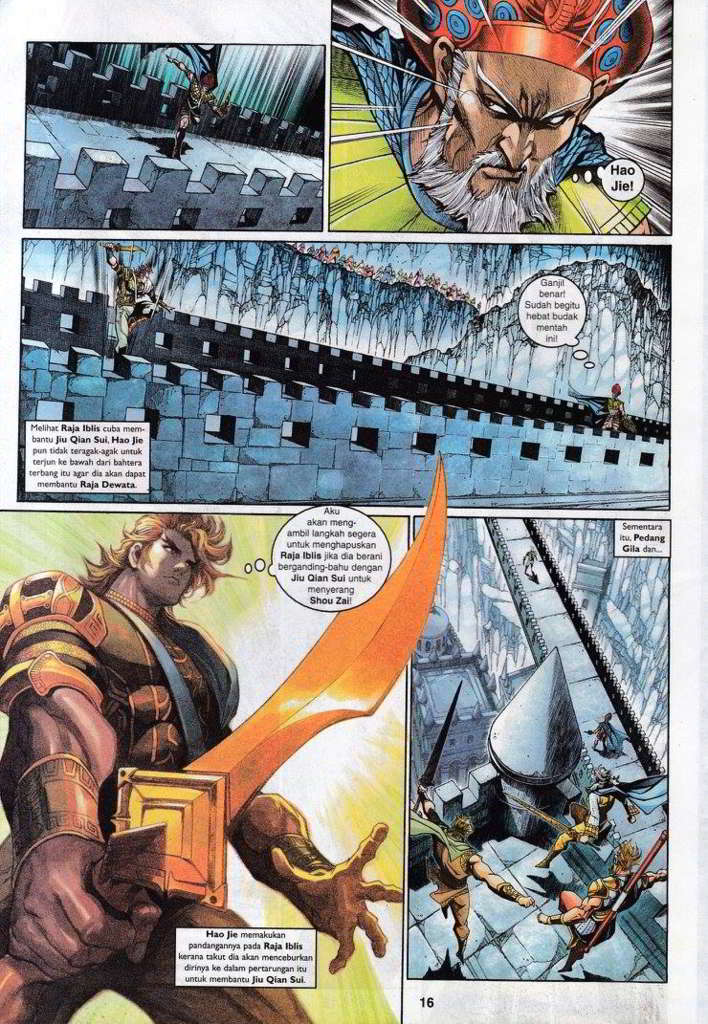 Hao
Jie!
Ganjil
benar!
Sudah begitu
hebat budak
mentah
ini!
Melihat Raja Iblis cuba mem-
bantu Jiu Qian Sui, Hao Jie
pun tidak teragak-agak untuk
terjun ke bawah dari bahtera
terbang itu agar dia akan dapat
membantu Raja Dewata.
Aku
akan meng-
ambil langkah segera
untuk menghapuskan
Raja Iblis jika dia berani
berganding-bahu dengan
Jiu Qian Sui untuk
menyerang
Shou Zai!
Sementara
itu, Pedang
Gila dan...
Hao Jie memakukan
pandangannya pada Raja Iblis
kerana takut dia akan menceburkan
dirinya ke dalam pertarungan itu
untuk membantu Jiu Qian Sui.
16